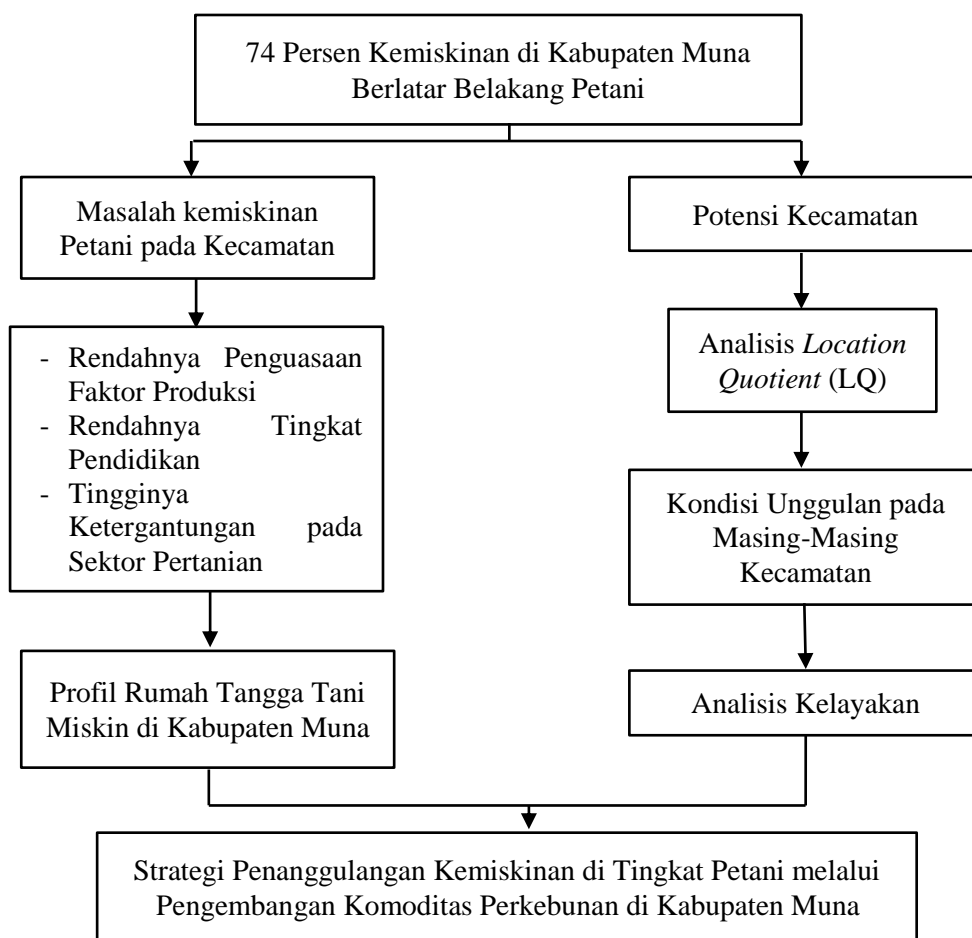 74 Persen Kemiskinan di Kabupaten Muna
Berlatar Belakang Petani
Masalah kemiskinan
Petani pada Kecamatan
Potensi Kecamatan
- Rendahnya Penguasaan
Faktor Produksi
- Rendahnya Tingkat
Pendidikan
- Tingginya
Ketergantungan pada
Sektor Pertanian
Analisis Location
Quotient (LQ)
Kondisi Unggulan pada
Masing-Masing
Kecamatan
Profil Rumah Tangga Tani
Miskin di Kabupaten Muna
Analisis Kelayakan
Strategi Penanggulangan Kemiskinan di Tingkat Petani melalui
Pengembangan Komoditas Perkebunan di Kabupaten Muna